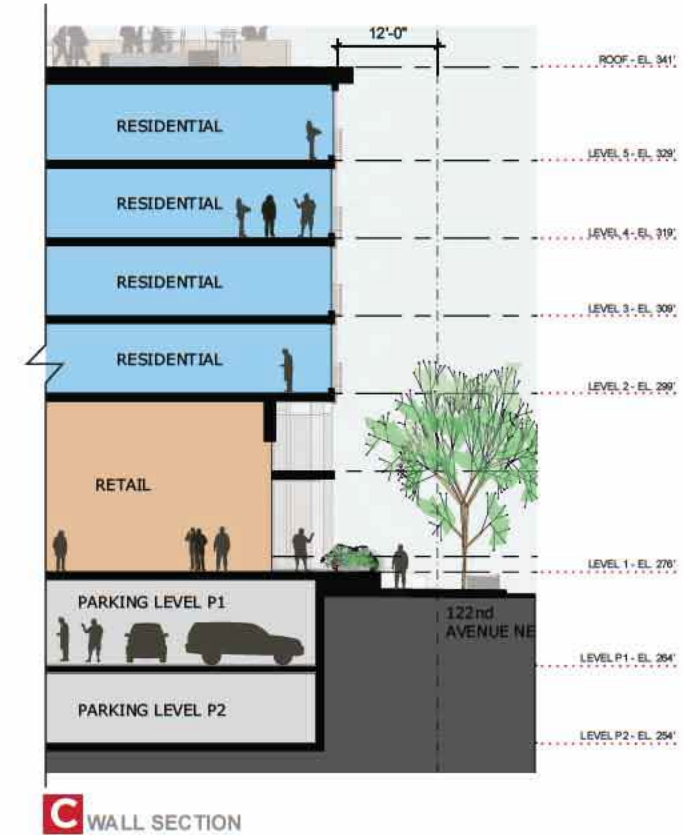 12'-0"
ROOF - EL. 341'
RESIDENTIAL
LEVEL 5 - EL. 329'
RESIDENTIAL
LEVEL 4 - EL. 319'
RESIDENTIAL
LEVEL 3 - EL. 309'
RESIDENTIAL
LEVEL 2 - EL. 299'
RETAIL
LEVEL 1 - EL. 276'
PARKING LEVEL P1
122nd
AVENUE NE
LEVEL P1 - EL. 264'
PARKING LEVEL P2
LEVEL P2 - EL. 254'
C WALL SECTION